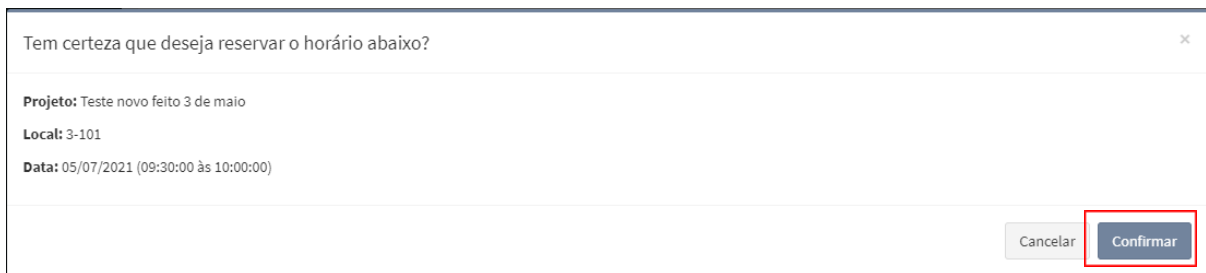 Tem certeza que deseja reservar o horário abaixo? ×
Projeto: Teste novo feito 3 de maio
Local: 3-101
Data: 05/07/2021 (09:30:00 às 10:00:00)
Cancelar Confirmar